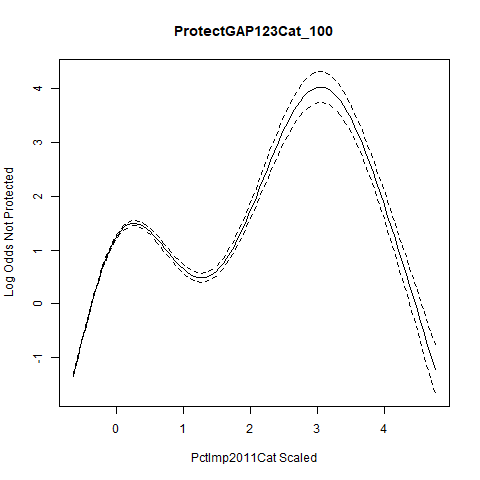 ProtectGAP123Cat_100
Log Odds Not Protected
4
3
2
1
0
-1
0 1 2 3 4
PctImp2011Cat Scaled